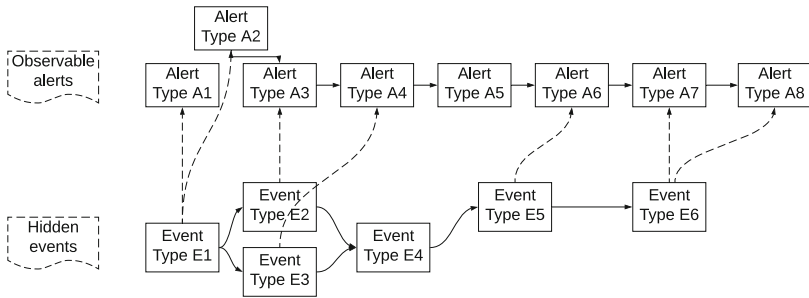 Alert
Type A2
Observable
alerts
Alert
Type A1
Alert
Type A3
Alert
Type A4
Alert
Type A5
Alert
Type A6
Alert
Type A7
Alert
Type A8
Hidden
events
Event
Type E1
Event
Type E2
Event
Type E3
Event
Type E4
Event
Type E5
Event
Type E6